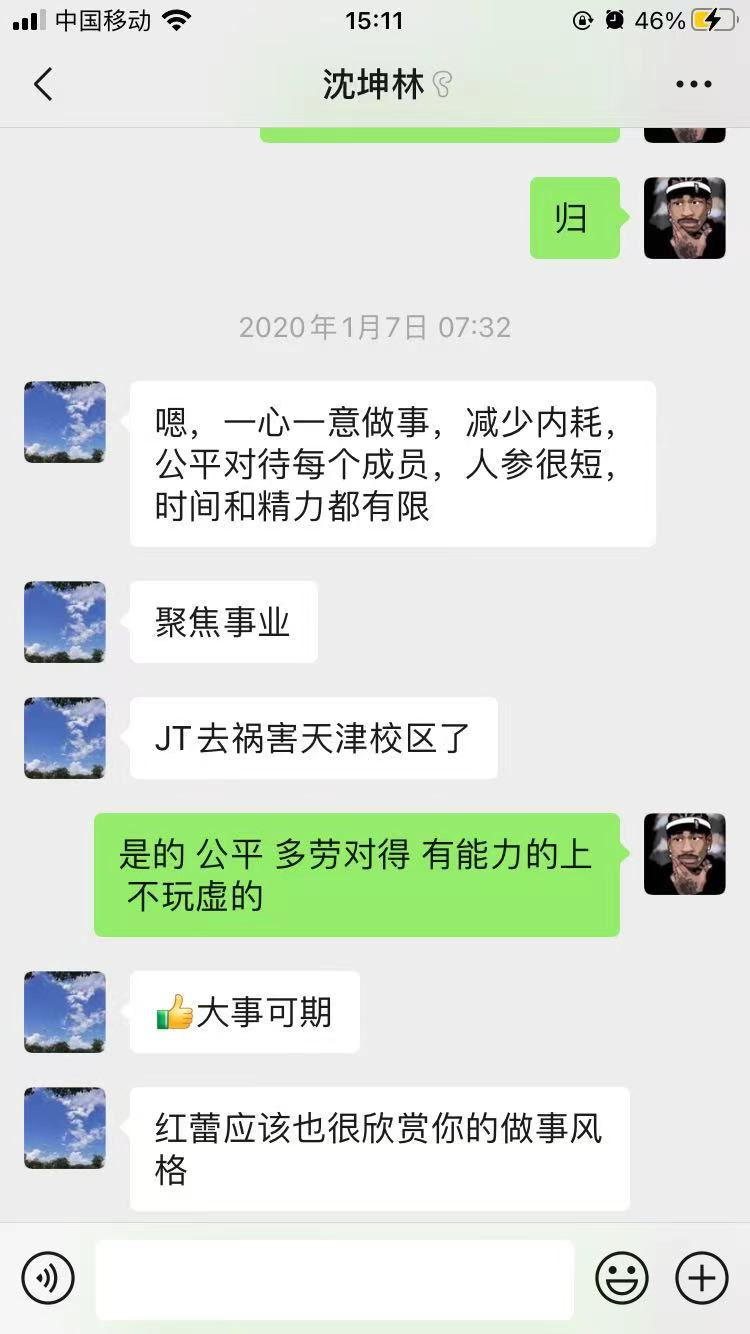 中国移动 15:11 46%
沈坤林
归
2020年1月7日 07:32
嗯，一心一意做事，减少内耗，
公平对待每个成员，人参很短，
时间和精力都有限
聚焦事业
JT去祸害天津校区了
是的 公平 多劳对得 有能力的上
不玩虚的
👍大事可期
红蕾应该也很欣赏你的做事风
格